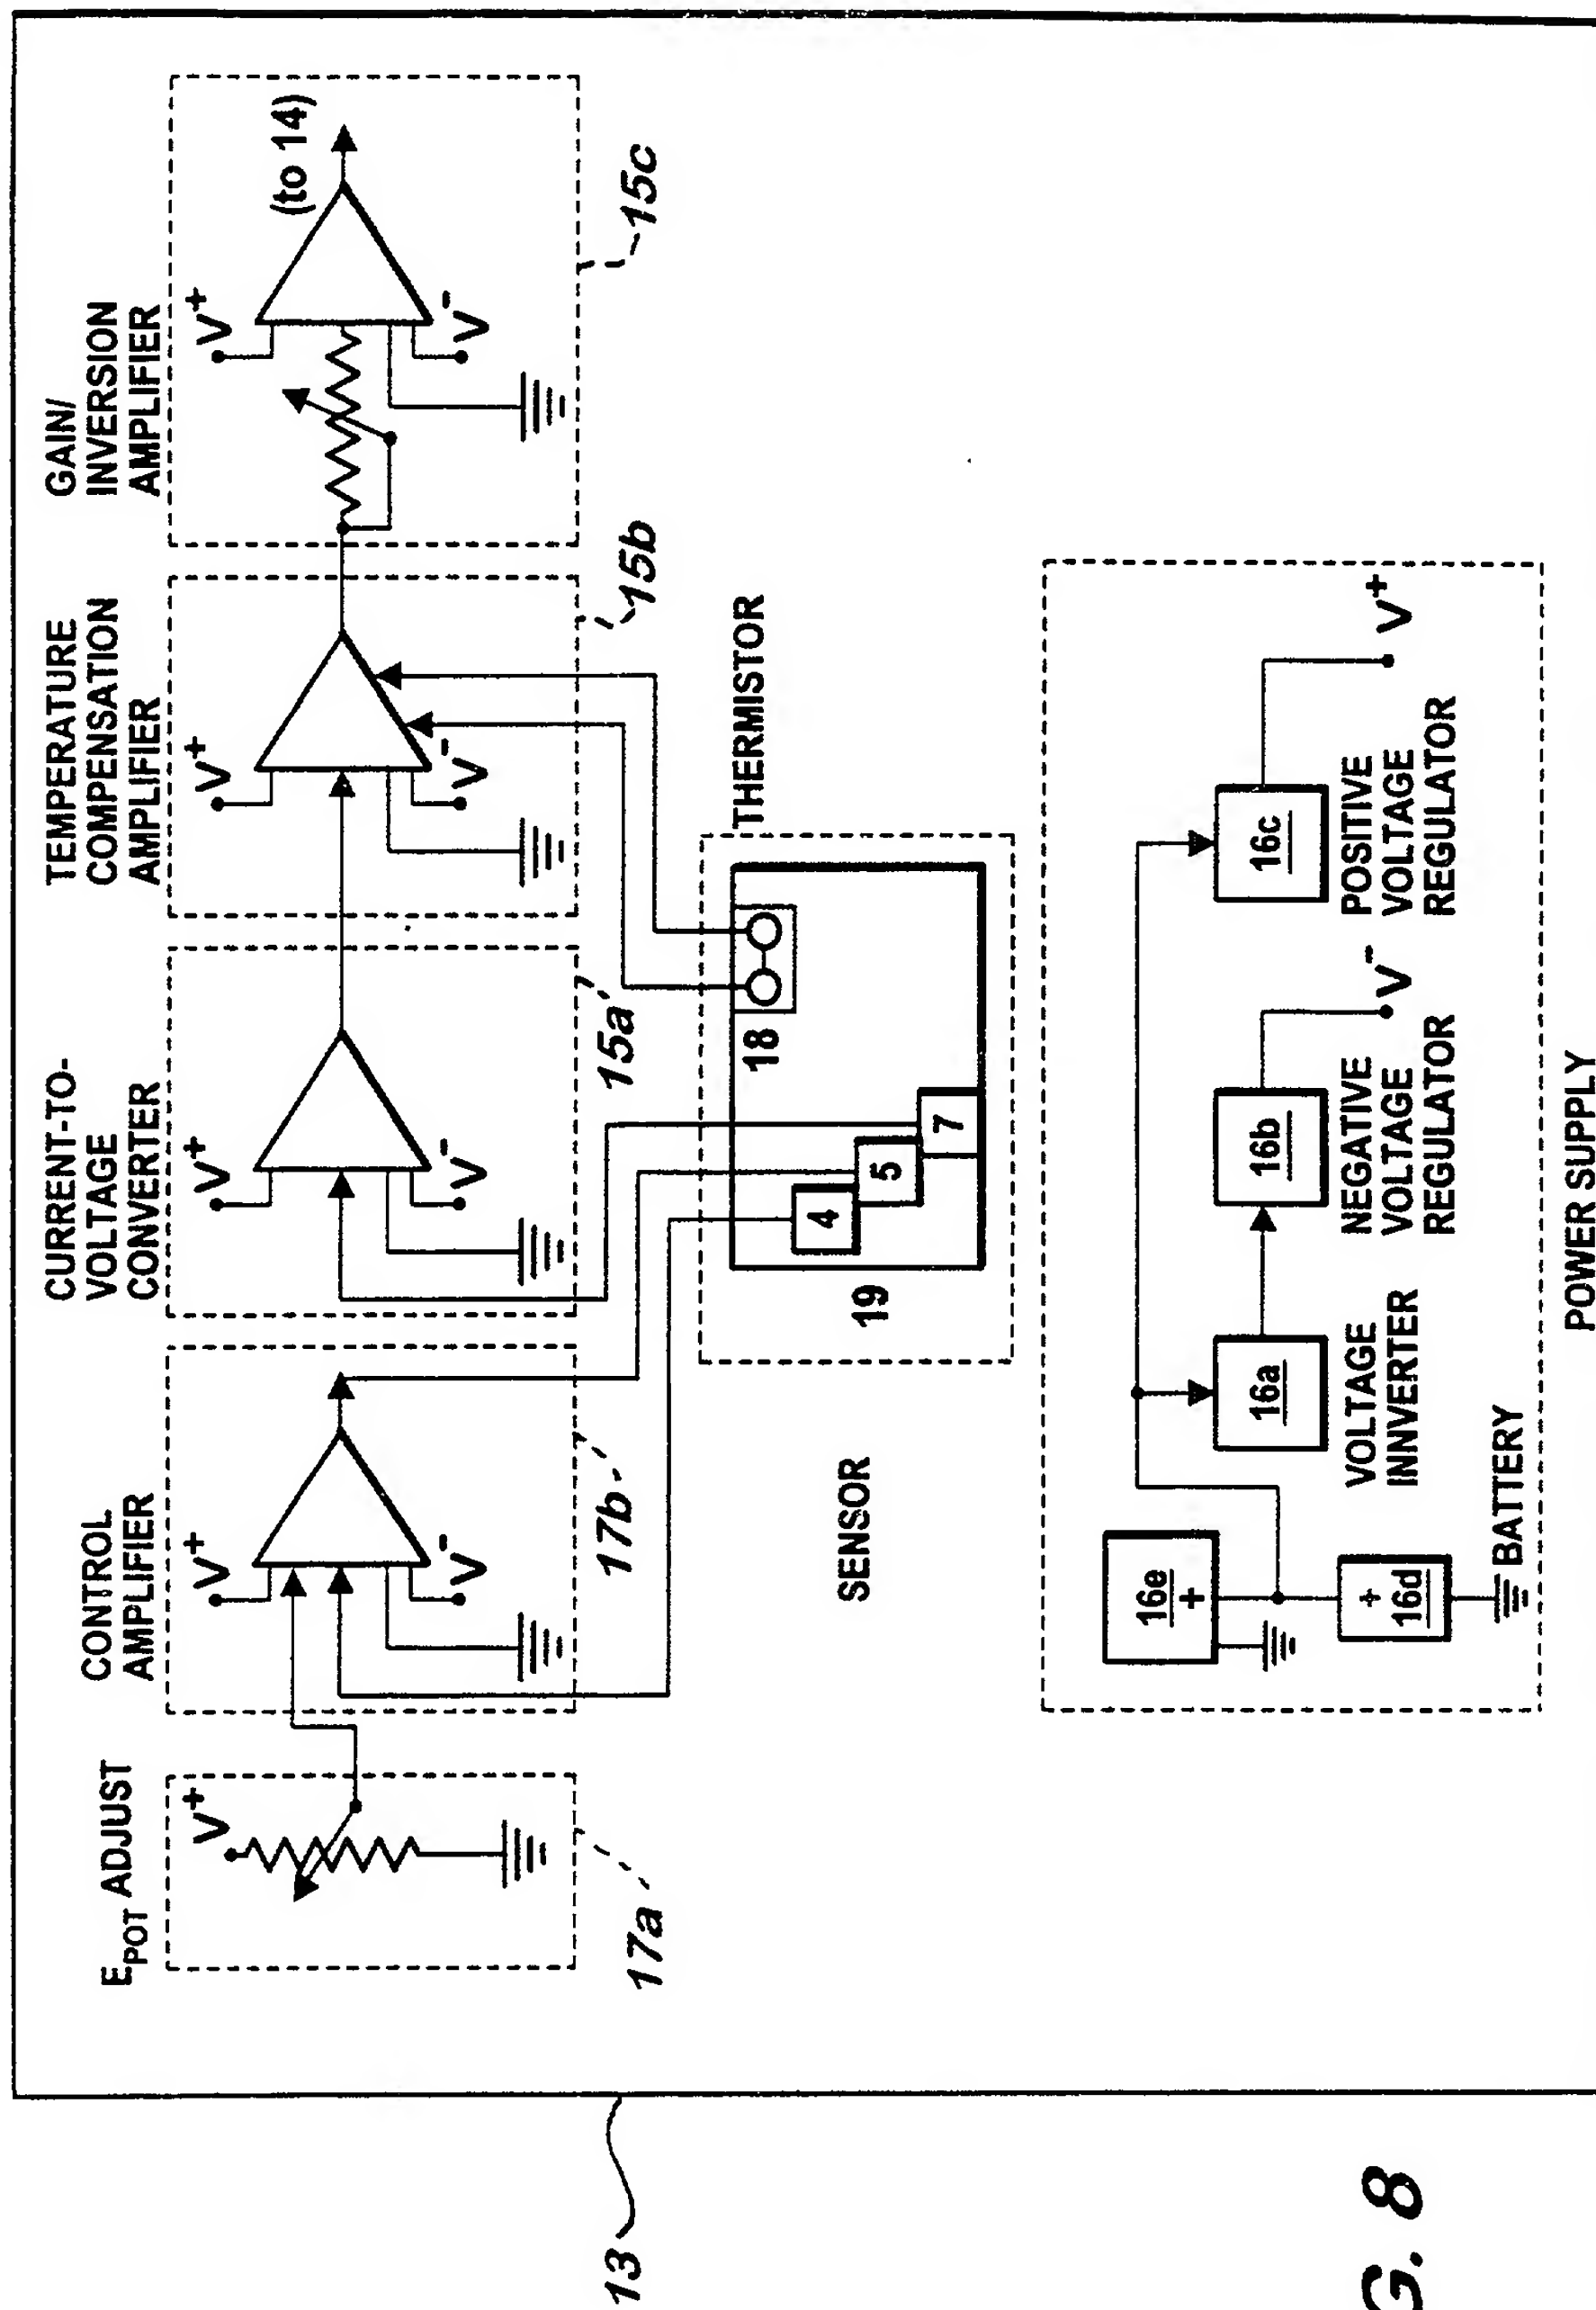 E_POT ADJUST
V+
17a
CONTROL
AMPLIFIER
V+
V-
17b
CURRENT-TO-
VOLTAGE
CONVERTER
V+
V-
15a
TEMPERATURE
COMPENSATION
AMPLIFIER
V+
V-
15b
GAIN/
INVERSION
AMPLIFIER
V+
V-
(to 14)
15c
SENSOR
19
4
5
7
18
THERMISTOR
16e
+
÷
16d
BATTERY
16a
VOLTAGE
INNVERTER
16b
NEGATIVE
VOLTAGE
REGULATOR
V-
16c
POSITIVE
VOLTAGE
REGULATOR
V+
POWER SUPPLY
13
G. 8